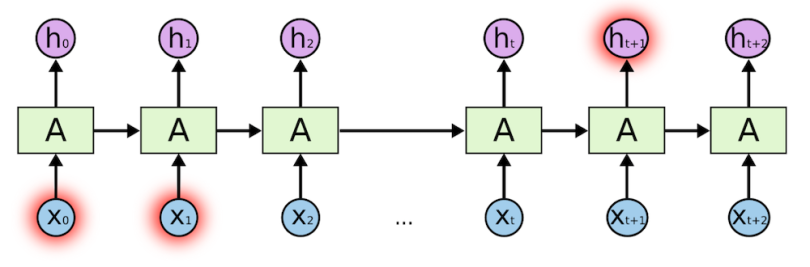 h₀ h₁ h₂ hₜ hₜ₊₁ hₜ₊₂
A A A A A A
x₀ x₁ x₂ ... xₜ xₜ₊₁ xₜ₊₂